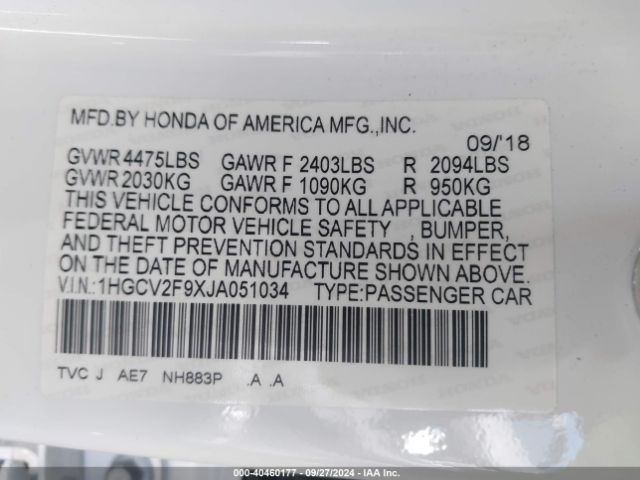 MFD.BY HONDA OF AMERICA MFG.,INC.
09/'18
GVWR 4475LBS GAWR F 2403LBS R 2094LBS
GVWR 2030KG GAWR F 1090KG R 950KG
THIS VEHICLE CONFORMS TO ALL APPLICABLE
FEDERAL MOTOR VEHICLE SAFETY , BUMPER,
AND THEFT PREVENTION STANDARDS IN EFFECT
ON THE DATE OF MANUFACTURE SHOWN ABOVE.
V.I.N.:1HGCV2F9XJA051034 TYPE:PASSENGER CAR
TVC J AE7 NH883P .A .A
000-40460177 - 09/27/2024 - IAA Inc.